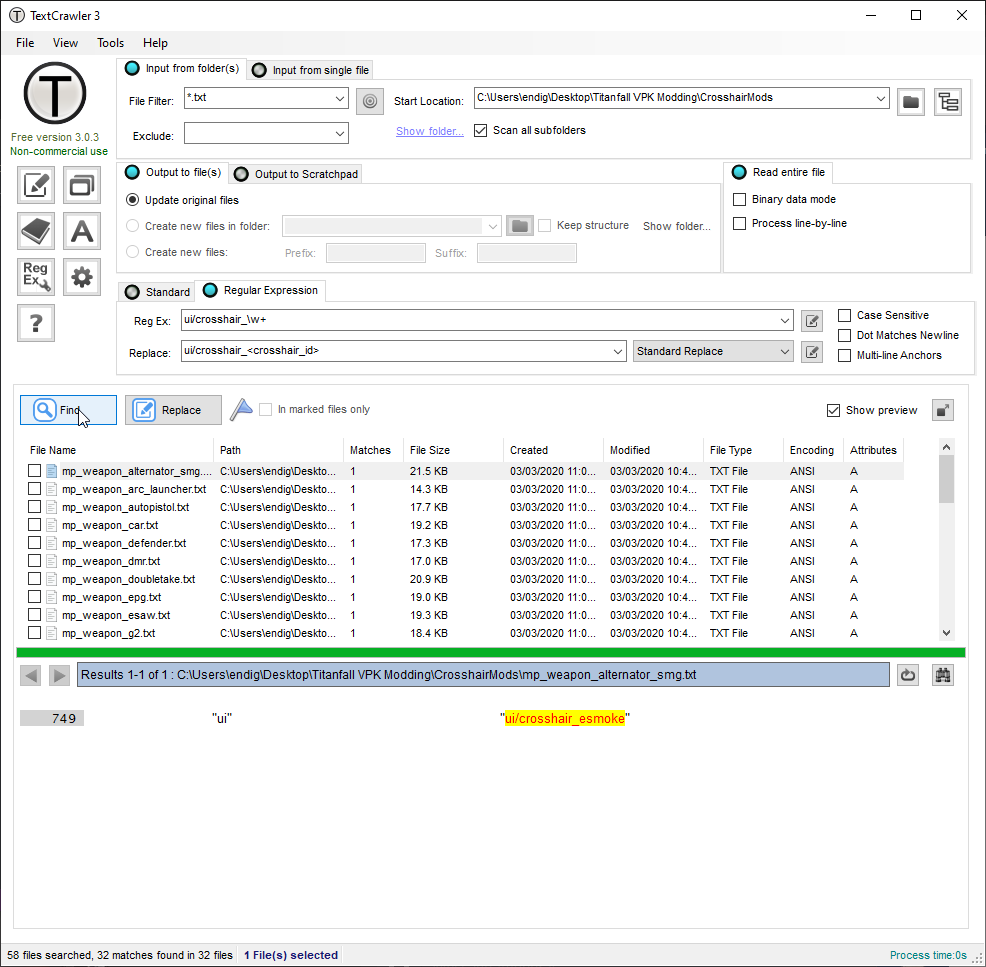 TextCrawler 3
File View Tools Help
T
Free version 3.0.3
Non-commercial use
Input from folder(s) Input from single file
File Filter: *.txt Start Location: C:\Users\endig\Desktop\Titanfall VPK Modding\CrosshairMods
Exclude: Show folder... Scan all subfolders
Output to file(s) Output to Scratchpad Read entire file
Update original files Binary data mode
Create new files in folder: Keep structure Show folder... Process line-by-line
Create new files: Prefix: Suffix:
A
Reg
Ex
?
Standard Regular Expression
Reg Ex: ui/crosshair_\w+ Case Sensitive
Dot Matches Newline
Replace: ui/crosshair_<crosshair_id> Standard Replace Multi-line Anchors
Find Replace In marked files only Show preview
File Name Path Matches File Size Created Modified File Type Encoding Attributes
mp_weapon_alternator_smg.... C:\Users\endig\Deskto... 1 21.5 KB 03/03/2020 11:0... 03/03/2020 10:4... TXT File ANSI A
mp_weapon_arc_launcher.txt C:\Users\endig\Deskto... 1 14.3 KB 03/03/2020 11:0... 03/03/2020 10:4... TXT File ANSI A
mp_weapon_autopistol.txt C:\Users\endig\Deskto... 1 17.7 KB 03/03/2020 11:0... 03/03/2020 10:4... TXT File ANSI A
mp_weapon_car.txt C:\Users\endig\Deskto... 1 19.2 KB 03/03/2020 11:0... 03/03/2020 10:4... TXT File ANSI A
mp_weapon_defender.txt C:\Users\endig\Deskto... 1 17.3 KB 03/03/2020 11:0... 03/03/2020 10:4... TXT File ANSI A
mp_weapon_dmr.txt C:\Users\endig\Deskto... 1 17.0 KB 03/03/2020 11:0... 03/03/2020 10:4... TXT File ANSI A
mp_weapon_doubletake.txt C:\Users\endig\Deskto... 1 20.9 KB 03/03/2020 11:0... 03/03/2020 10:4... TXT File ANSI A
mp_weapon_epg.txt C:\Users\endig\Deskto... 1 19.0 KB 03/03/2020 11:0... 03/03/2020 10:4... TXT File ANSI A
mp_weapon_esaw.txt C:\Users\endig\Deskto... 1 19.3 KB 03/03/2020 11:0... 03/03/2020 10:4... TXT File ANSI A
mp_weapon_g2.txt C:\Users\endig\Deskto... 1 18.4 KB 03/03/2020 11:0... 03/03/2020 10:4... TXT File ANSI A
Results 1-1 of 1 : C:\Users\endig\Desktop\Titanfall VPK Modding\CrosshairMods\mp_weapon_alternator_smg.txt
749 "ui" "ui/crosshair_esmoke"
58 files searched, 32 matches found in 32 files 1 File(s) selected Process time:0s